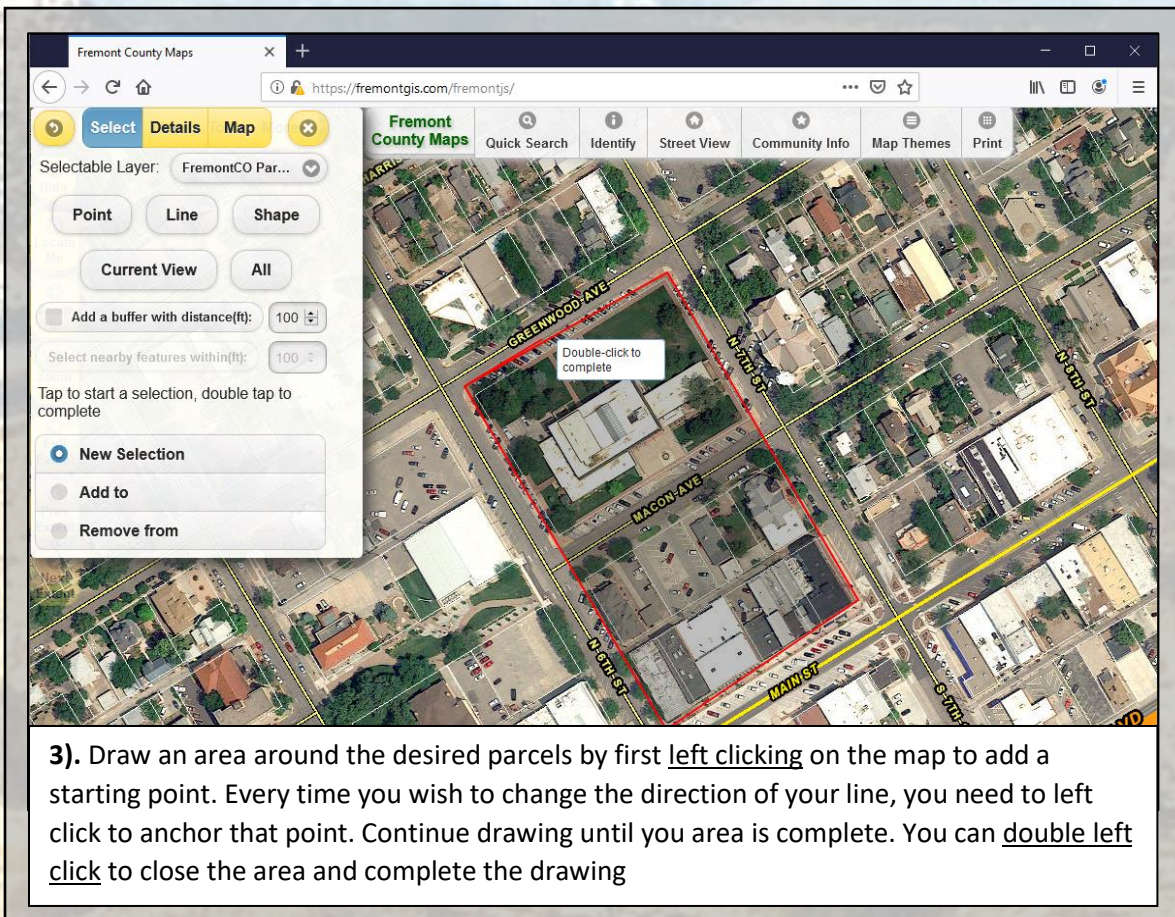 Fremont County Maps
https://fremontgis.com/fremontjs/
Select Details Map
Fremont
County Maps
Quick Search
Identify
Street View
Community Info
Map Themes
Print
Selectable Layer: FremontCO Par...
Point Line Shape
Current View All
Add a buffer with distance(ft): 100
Select nearby features within(ft): 100
Tap to start a selection, double tap to
complete
New Selection
Add to
Remove from
Next
Extent
GREENWOOD-AVE
Double-click to
complete
N-7TH-ST
N-8TH-ST
MACON-AVE
N-6TH-ST
MAIN ST
3). Draw an area around the desired parcels by first left clicking on the map to add a
starting point. Every time you wish to change the direction of your line, you need to left
click to anchor that point. Continue drawing until you area is complete. You can double left
click to close the area and complete the drawing